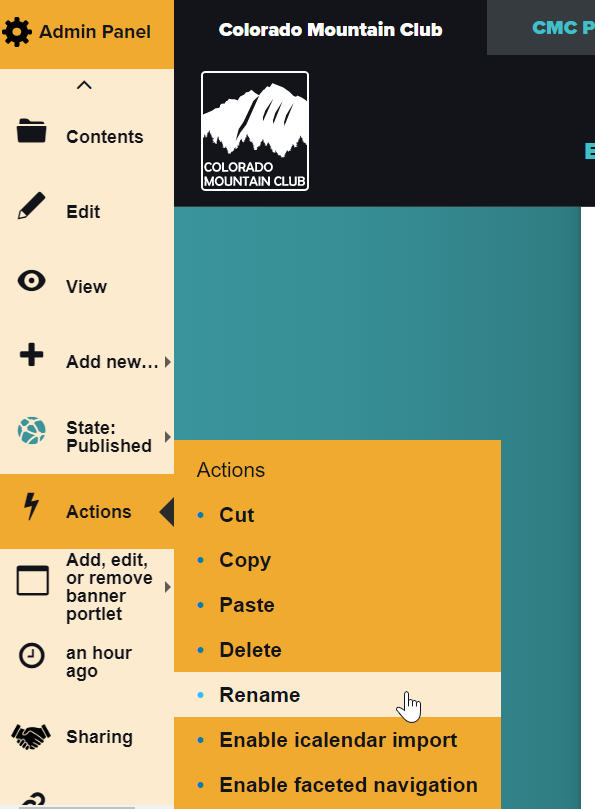 Admin Panel
Colorado Mountain Club
CMC P
E
COLORADO
MOUNTAIN CLUB
Contents
Edit
View
Add new...
State:
Published
Actions
Add, edit,
or remove
banner
portlet
an hour
ago
Sharing
Actions
Cut
Copy
Paste
Delete
Rename
Enable icalendar import
Enable faceted navigation